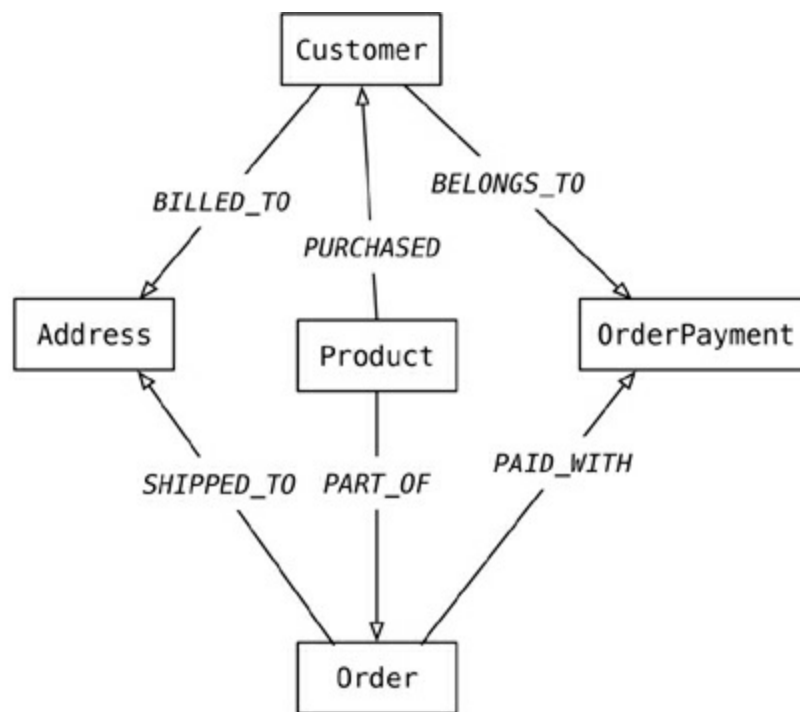 Customer
BILLED_TO
BELONGS_TO
PURCHASED
Address
Product
OrderPayment
SHIPPED_TO
PART_OF
PAID_WITH
Order